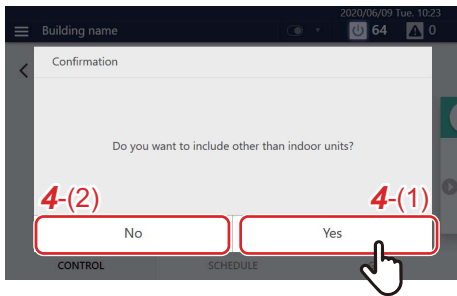 2020/06/09 Tue. 10:23
Building name
64
0
Confirmation
Do you want to include other than indoor units?
4-(2)
4-(1)
No
Yes
CONTROL
SCHEDULE